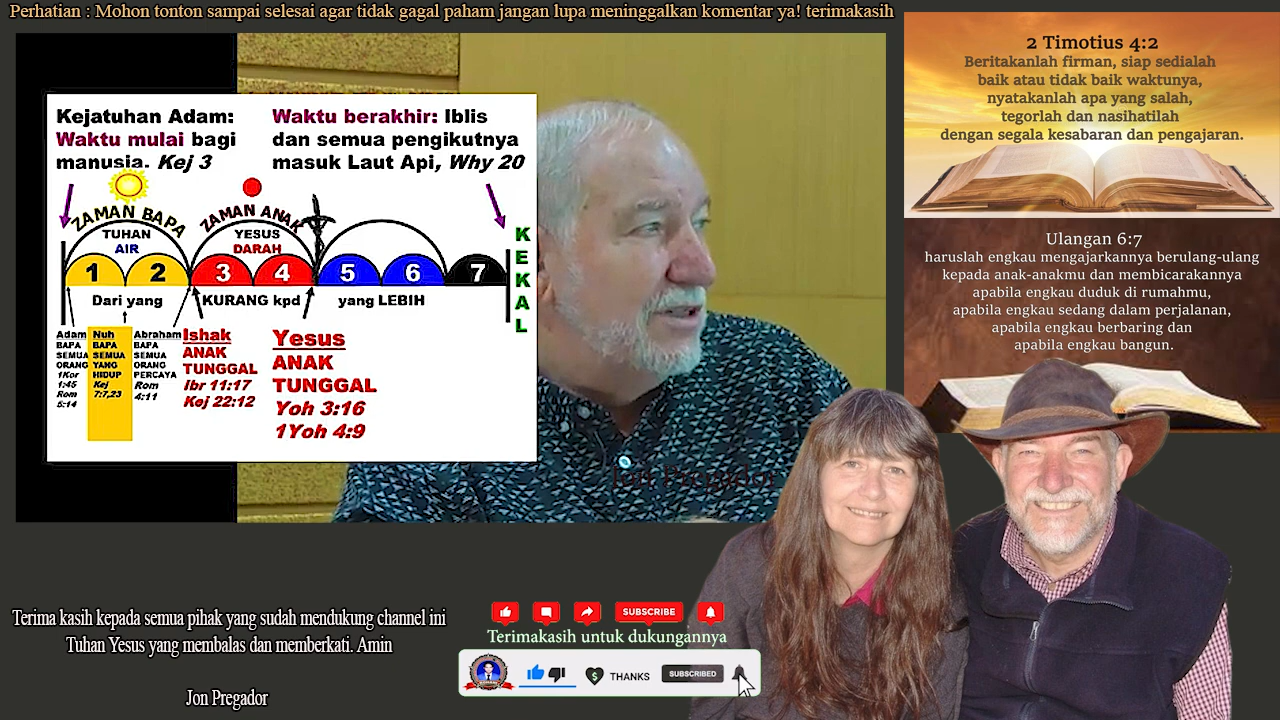 Perhatian : Mohon tonton sampai selesai agar tidak gagal paham jangan lupa meninggalkan komentar ya! terimakasih
Kejatuhan Adam:
Waktu mulai bagi
manusia. Kej 3
Waktu berakhir: Iblis
dan semua pengikutnya
masuk Laut Api, Why 20
ZAMAN BAPA
ZAMAN ANAK
TUHAN
AIR
YESUS
DARAH
1 2 3 4 5 6 7
KEKAL
Dari yang
KURANG kpd
yang LEBIH
Adam
BAPA
SEMUA
ORANG
1Kor
1:45
Rom
5:14
Nuh
BAPA
SEMUA
YANG
HIDUP
Kej
7:7,23
Abraham
BAPA
SEMUA
ORANG
PERCAYA
Rom
4:11
Ishak
ANAK
TUNGGAL
Ibr 11:17
Kej 22:12
Yesus
ANAK
TUNGGAL
Yoh 3:16
1Yoh 4:9
Jon Pregador
2 Timotius 4:2
Beritakanlah firman, siap sedialah
baik atau tidak baik waktunya,
nyatakanlah apa yang salah,
tegorlah dan nasihatilah
dengan segala kesabaran dan pengajaran.
Ulangan 6:7
haruslah engkau mengajarkannya berulang-ulang
kepada anak-anakmu dan membicarakannya
apabila engkau duduk di rumahmu,
apabila engkau sedang dalam perjalanan,
apabila engkau berbaring dan
apabila engkau bangun.
Terima kasih kepada semua pihak yang sudah mendukung channel ini
Tuhan Yesus yang membalas dan memberkati. Amin
Jon Pregador
SUBSCRIBE
Terimakasih untuk dukungannya
THANKS
SUBSCRIBED